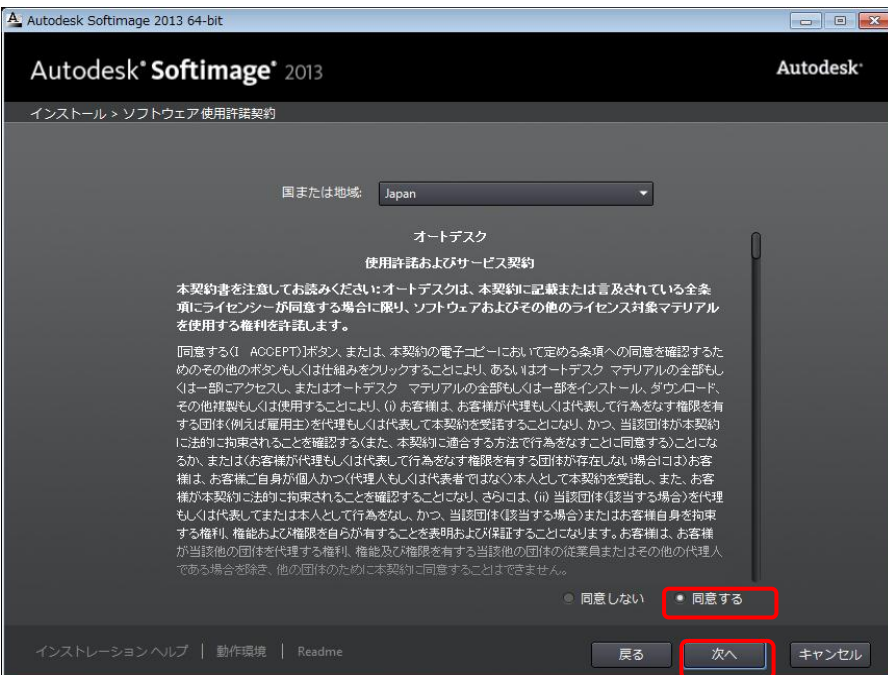 Autodesk Softimage 2013 64-bit
Autodesk® Softimage® 2013
Autodesk®
インストール > ソフトウェア使用許諾契約
国または地域: Japan
オートデスク
使用許諾およびサービス契約
本契約書を注意してお読みください:オートデスクは、本契約に記載または言及されている全条
項にライセンシーが同意する場合に限り、ソフトウェアおよびその他のライセンス対象マテリアル
を使用する権利を許諾します。
[同意する(I ACCEPT)]ボタン、または、本契約の電子コピーにおいて定める条項への同意を確認するた
めのその他のボタンもしくは仕組みをクリックすることにより、あるいはオートデスク マテリアルの全部もし
くは一部にアクセスし、またはオートデスク マテリアルの全部もしくは一部をインストール、ダウンロード、
その他複製もしくは使用することにより、(i) お客様は、お客様が代理もしくは代表して行為をなす権限を有
する団体(例えば雇用主)を代理もしくは代表して本契約を受諾することになり、かつ、当該団体が本契約
に法的に拘束されることを確認する(また、本契約に適合する方法で行為をなすことに同意する)ことにな
るか、または(お客様が代理もしくは代表して行為をなす権限を有する団体が存在しない場合には)お客
様は、お客様ご自身が個人かつ(代理人もしくは代表者ではなく)本人として本契約を受諾し、また、お客
様が本契約に法的に拘束されることを確認することになり、さらには、(ii) 当該団体(該当する場合)を代理
もしくは代表してまたは本人として行為をなし、かつ、当該団体(該当する場合)またはお客様自身を拘束
する権利、権能および権限を自らが有することを表明および保証することになります。お客様は、お客様
が当該他の団体を代理する権利、権能及び権限を有する当該他の団体の従業員またはその他の代理人
である場合を除き、他の団体のために本契約に同意することはできません。
同意しない 同意する
インストレーション ヘルプ | 動作環境 | Readme 戻る 次へ キャンセル